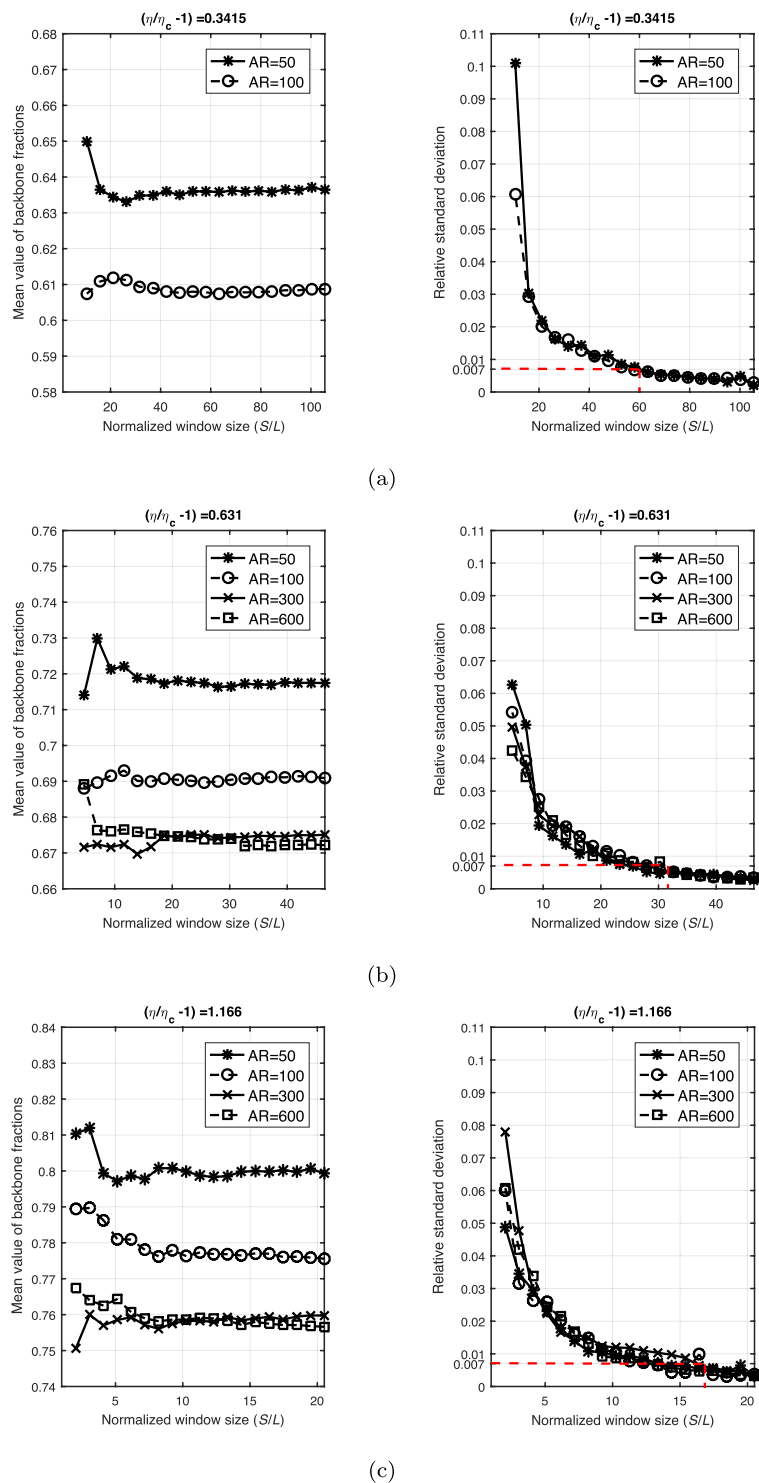 (η/η_c -1) =0.3415
Mean value of backbone fractions
0.68
0.67
0.66
0.65
0.64
0.63
0.62
0.61
0.6
0.59
0.58
AR=50
AR=100
20 40 60 80 100
Normalized window size (S/L)
(η/η_c -1) =0.3415
Relative standard deviation
0.11
0.1
0.09
0.08
0.07
0.06
0.05
0.04
0.03
0.02
0.01
0.007
0
AR=50
AR=100
20 40 60 80 100
Normalized window size (S/L)
(a)
(η/η_c -1) =0.631
Mean value of backbone fractions
0.76
0.75
0.74
0.73
0.72
0.71
0.7
0.69
0.68
0.67
0.66
AR=50
AR=100
AR=300
AR=600
10 20 30 40
Normalized window size (S/L)
(η/η_c -1) =0.631
Relative standard deviation
0.11
0.1
0.09
0.08
0.07
0.06
0.05
0.04
0.03
0.02
0.01
0.007
0
AR=50
AR=100
AR=300
AR=600
10 20 30 40
Normalized window size (S/L)
(b)
(η/η_c -1) =1.166
Mean value of backbone fractions
0.84
0.83
0.82
0.81
0.8
0.79
0.78
0.77
0.76
0.75
0.74
AR=50
AR=100
AR=300
AR=600
5 10 15 20
Normalized window size (S/L)
(η/η_c -1) =1.166
Relative standard deviation
0.11
0.1
0.09
0.08
0.07
0.06
0.05
0.04
0.03
0.02
0.01
0.007
0
AR=50
AR=100
AR=300
AR=600
5 10 15 20
Normalized window size (S/L)
(c)